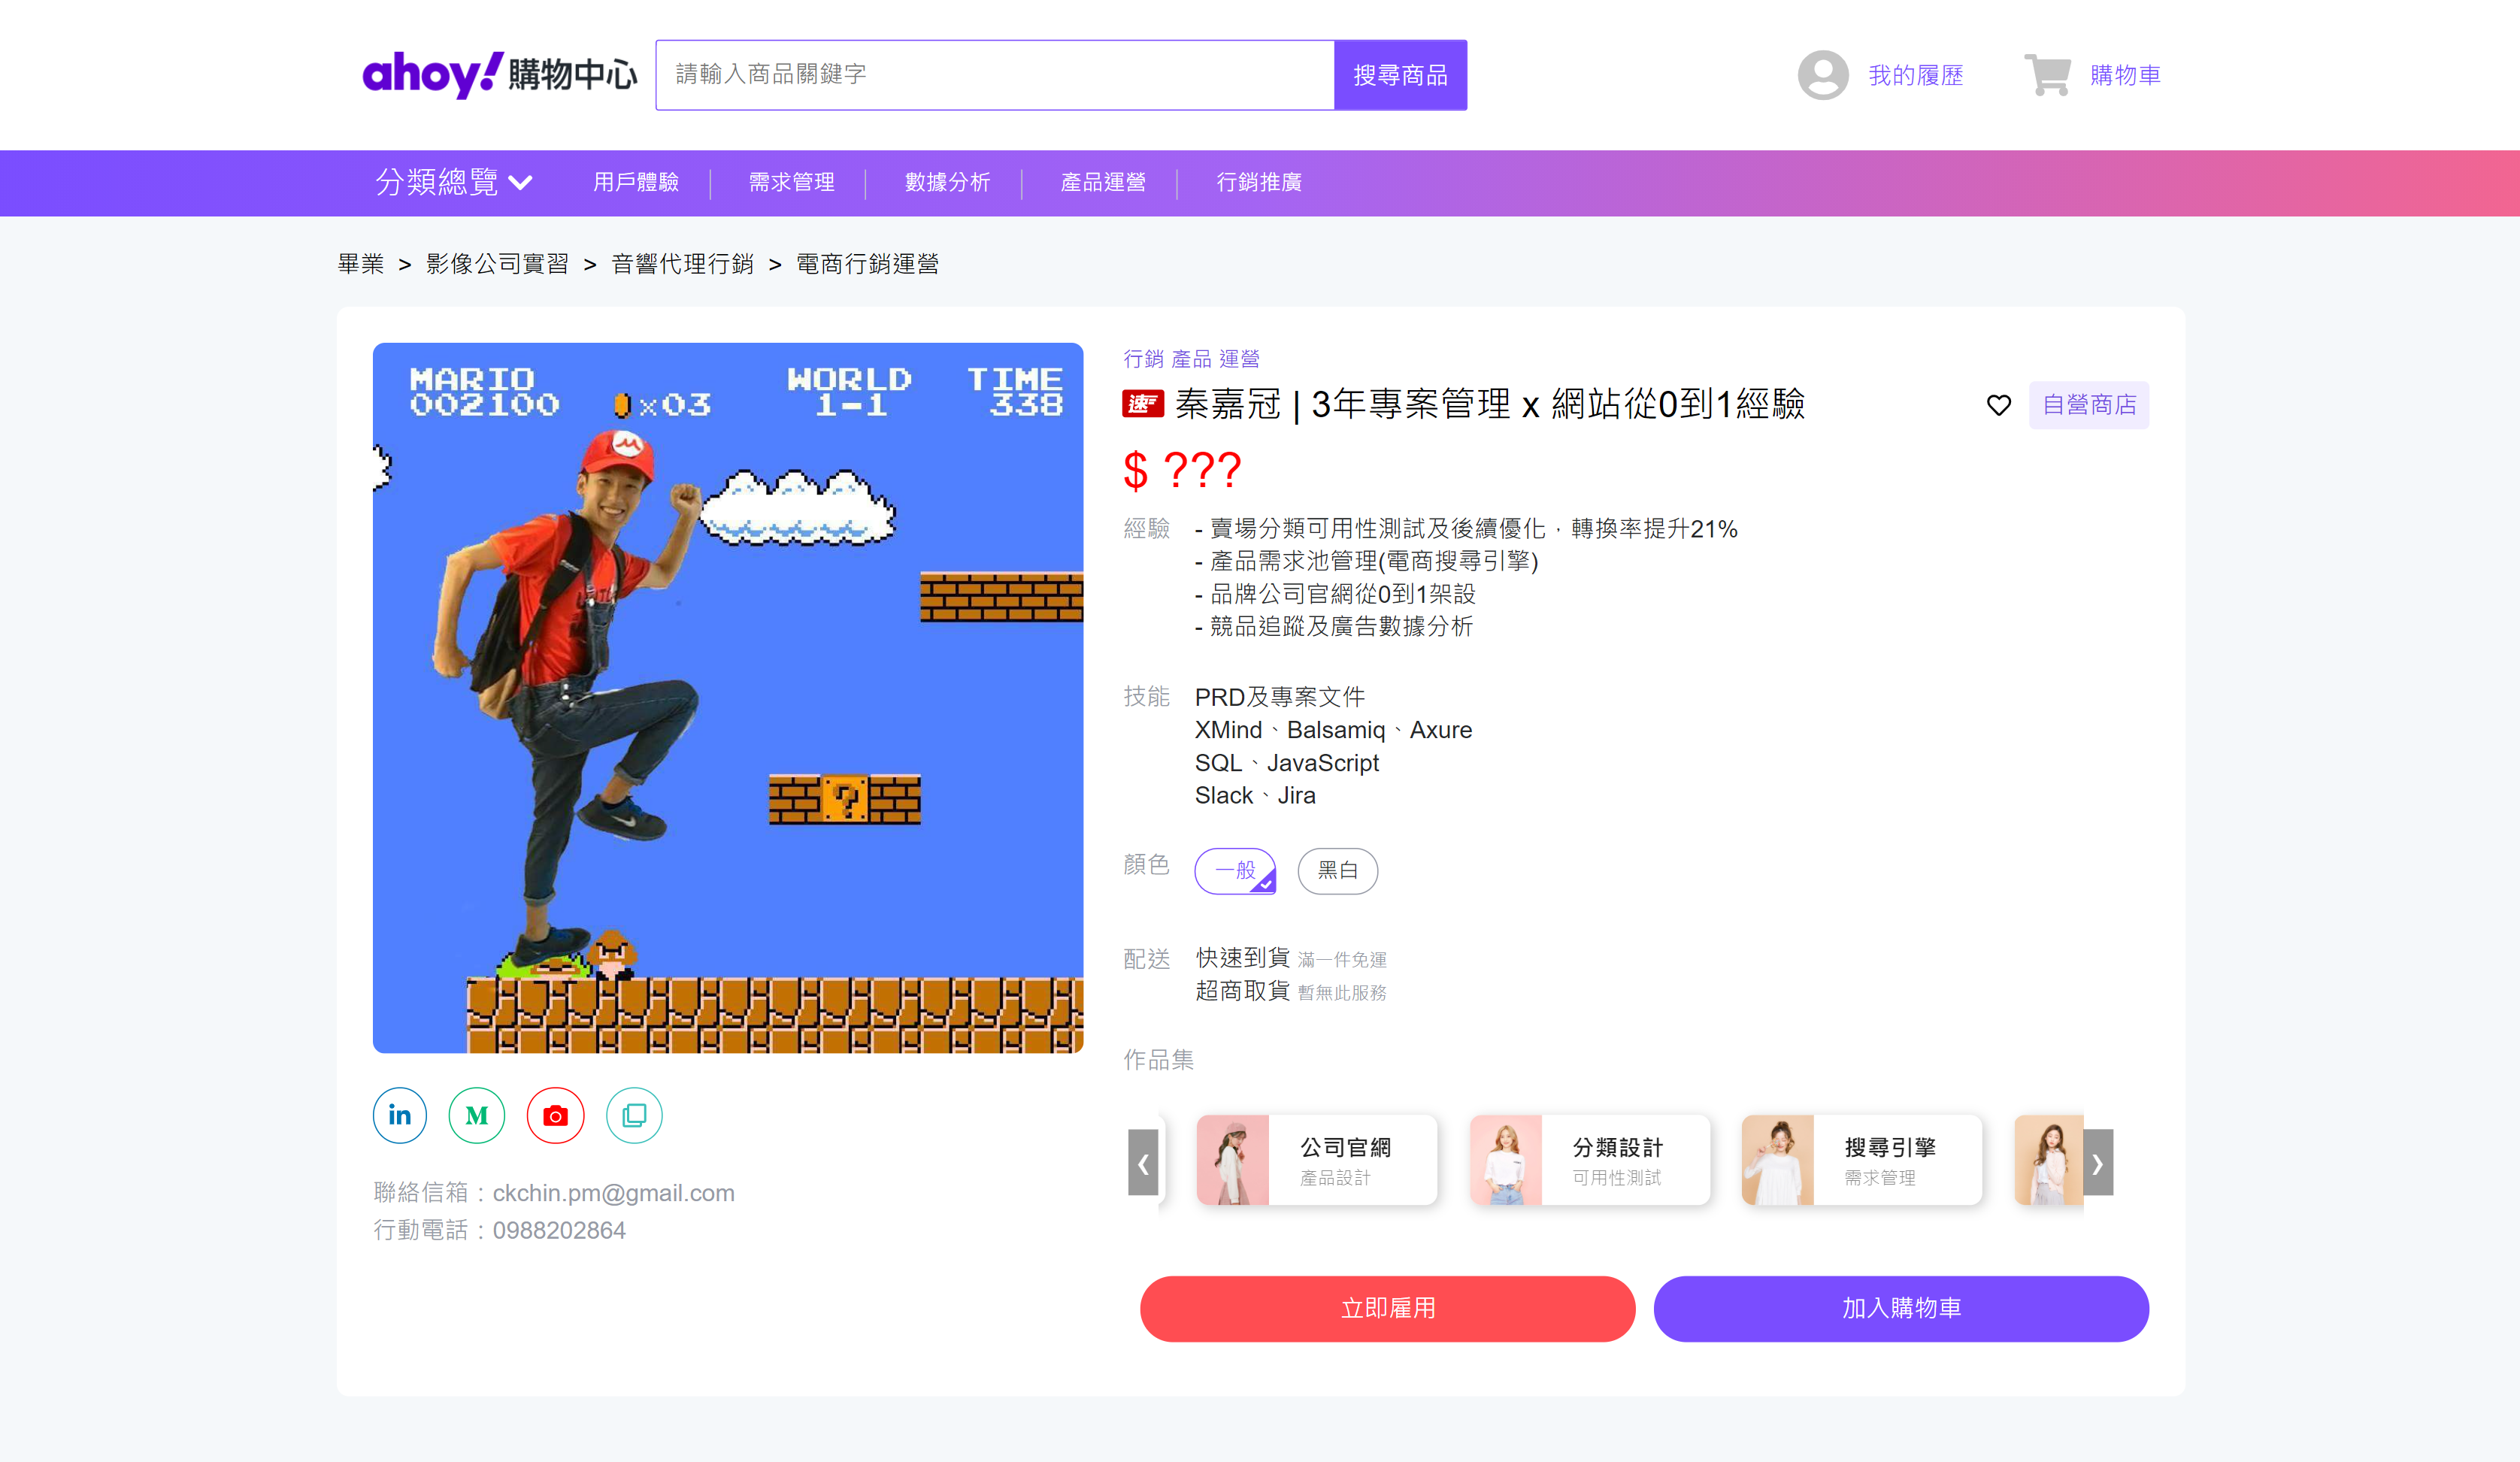 ahoy! 購物中心
請輸入商品關鍵字
搜尋商品
我的履歷
購物車
分類總覽
用戶體驗
需求管理
數據分析
產品運營
行銷推廣
畢業 > 影像公司實習 > 音響代理行銷 > 電商行銷運營
MARIO
002100
×03
WORLD
1-1
TIME
338
?
行銷 產品 運營
速 秦嘉冠 | 3年專案管理 x 網站從0到1經驗
自營商店
$ ???
經驗
- 賣場分類可用性測試及後續優化，轉換率提升21%
- 產品需求池管理(電商搜尋引擎)
- 品牌公司官網從0到1架設
- 競品追蹤及廣告數據分析
技能
PRD及專案文件
XMind、Balsamiq、Axure
SQL、JavaScript
Slack、Jira
顏色
一般
黑白
配送
快速到貨 滿一件免運
超商取貨 暫無此服務
作品集
公司官網
產品設計
分類設計
可用性測試
搜尋引擎
需求管理
立即雇用
加入購物車
in
M
聯絡信箱：ckchin.pm@gmail.com
行動電話：0988202864